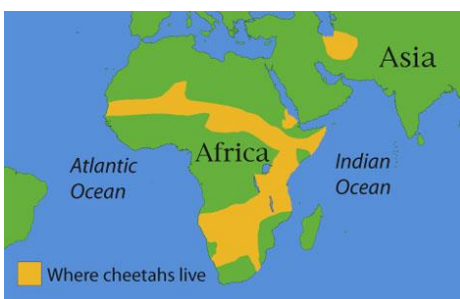 Asia
Africa
Atlantic
Ocean
Indian
Ocean
Where cheetahs live